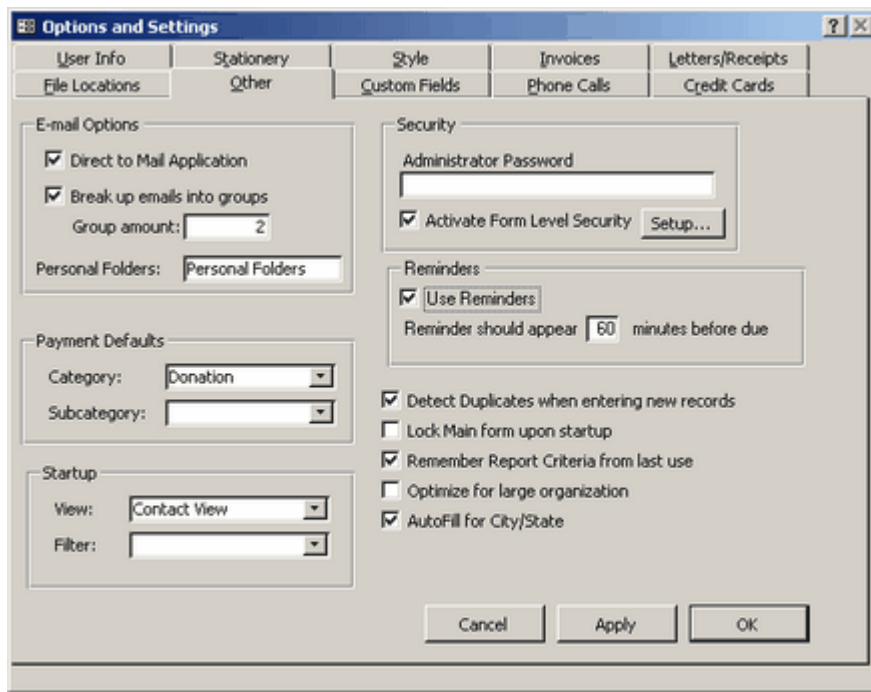 Options and Settings
User Info Stationery Style Invoices Letters/Receipts
File Locations Other Custom Fields Phone Calls Credit Cards
E-mail Options
Direct to Mail Application
Break up emails into groups
Group amount: 2
Personal Folders: Personal Folders
Payment Defaults
Category: Donation
Subcategory:
Startup
View: Contact View
Filter:
Security
Administrator Password
Activate Form Level Security Setup...
Reminders
Use Reminders
Reminder should appear 60 minutes before due
Detect Duplicates when entering new records
Lock Main form upon startup
Remember Report Criteria from last use
Optimize for large organization
AutoFill for City/State
Cancel Apply OK